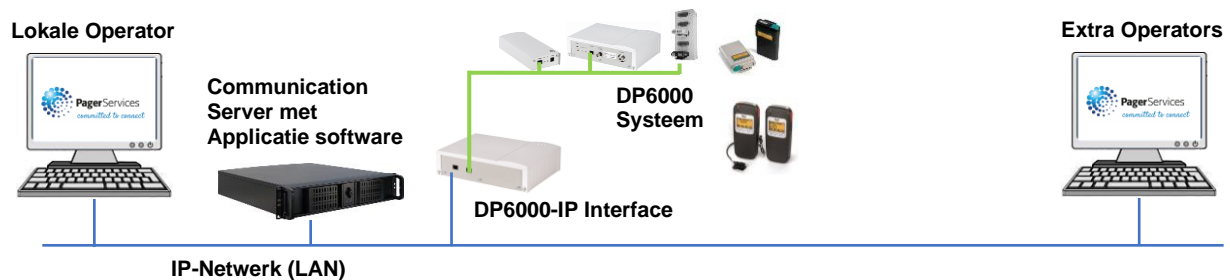 Lokale Operator
PagerServices
committed to connect
Communication
Server met
Applicatie software
DP6000
Systeem
DP6000-IP Interface
Extra Operators
PagerServices
committed to connect
IP-Netwerk (LAN)